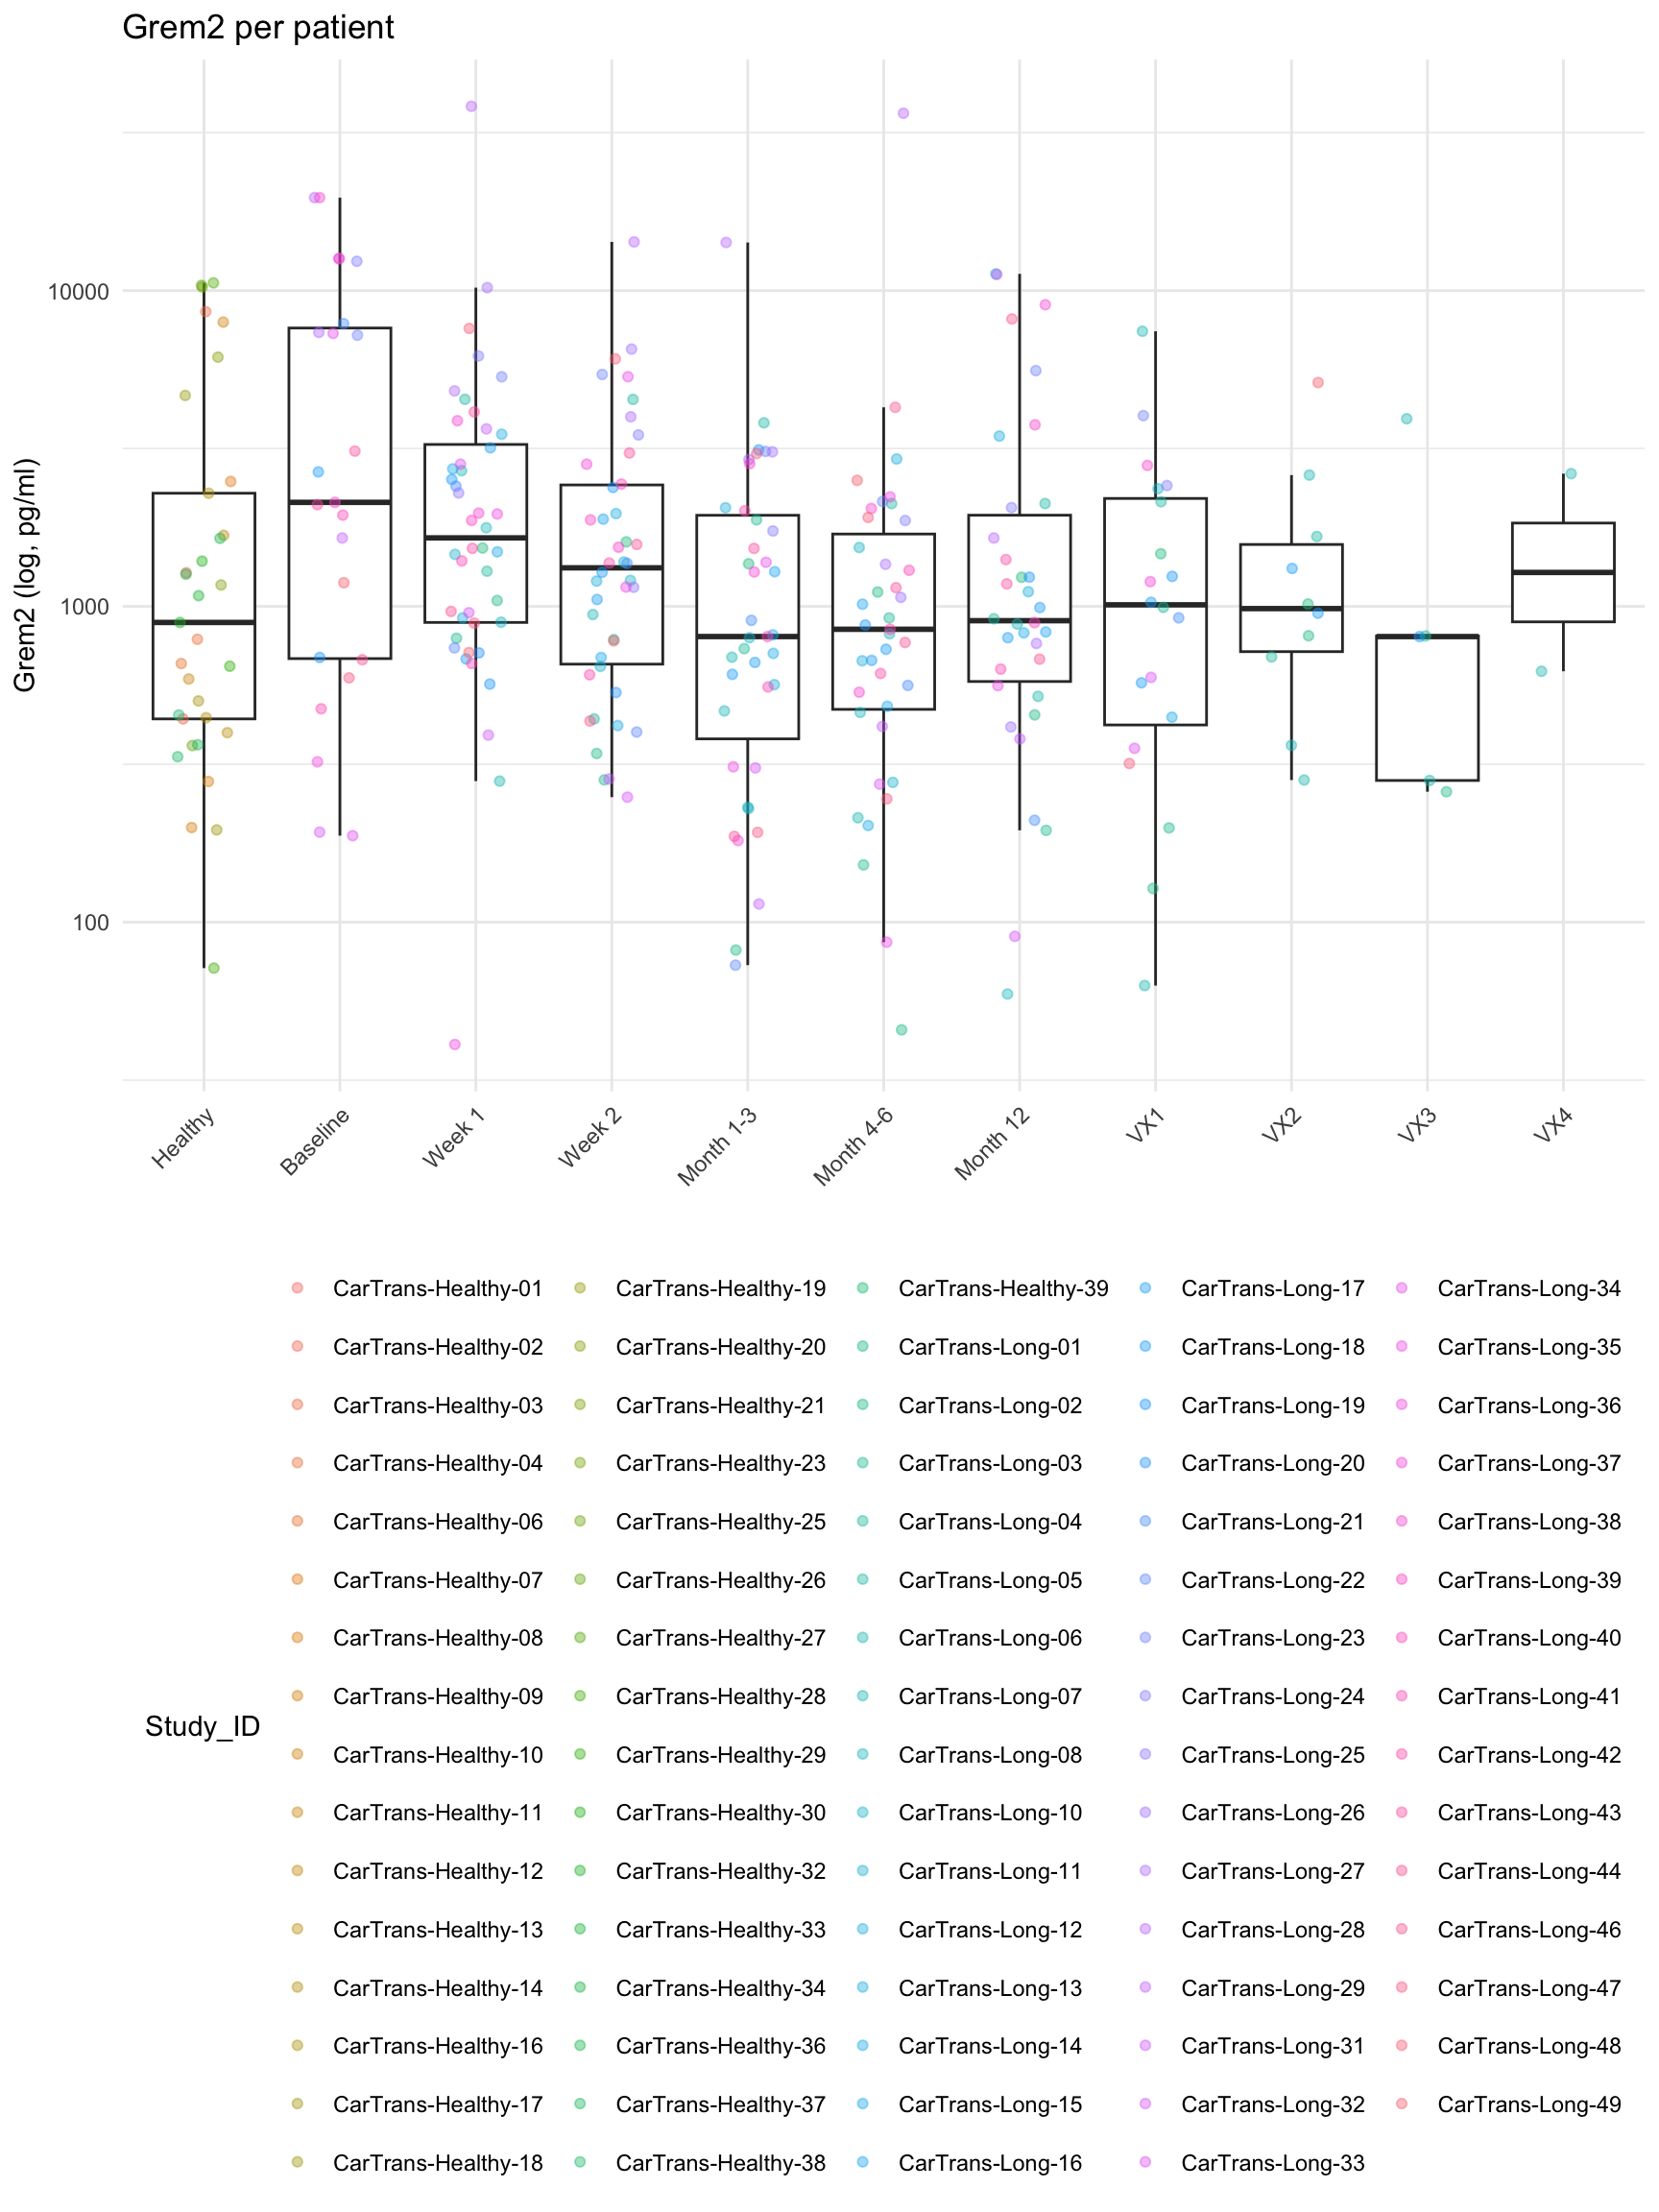 Grem2 per patient
Grem2 (log, pg/ml)
10000
1000
100
Healthy
Baseline
Week 1
Week 2
Month 1-3
Month 4-6
Month 12
VX1
VX2
VX3
VX4
Study_ID
CarTrans-Healthy-01
CarTrans-Healthy-02
CarTrans-Healthy-03
CarTrans-Healthy-04
CarTrans-Healthy-06
CarTrans-Healthy-07
CarTrans-Healthy-08
CarTrans-Healthy-09
CarTrans-Healthy-10
CarTrans-Healthy-11
CarTrans-Healthy-12
CarTrans-Healthy-13
CarTrans-Healthy-14
CarTrans-Healthy-16
CarTrans-Healthy-17
CarTrans-Healthy-18
CarTrans-Healthy-19
CarTrans-Healthy-20
CarTrans-Healthy-21
CarTrans-Healthy-23
CarTrans-Healthy-25
CarTrans-Healthy-26
CarTrans-Healthy-27
CarTrans-Healthy-28
CarTrans-Healthy-29
CarTrans-Healthy-30
CarTrans-Healthy-32
CarTrans-Healthy-33
CarTrans-Healthy-34
CarTrans-Healthy-36
CarTrans-Healthy-37
CarTrans-Healthy-38
CarTrans-Healthy-39
CarTrans-Long-01
CarTrans-Long-02
CarTrans-Long-03
CarTrans-Long-04
CarTrans-Long-05
CarTrans-Long-06
CarTrans-Long-07
CarTrans-Long-08
CarTrans-Long-10
CarTrans-Long-11
CarTrans-Long-12
CarTrans-Long-13
CarTrans-Long-14
CarTrans-Long-15
CarTrans-Long-16
CarTrans-Long-17
CarTrans-Long-18
CarTrans-Long-19
CarTrans-Long-20
CarTrans-Long-21
CarTrans-Long-22
CarTrans-Long-23
CarTrans-Long-24
CarTrans-Long-25
CarTrans-Long-26
CarTrans-Long-27
CarTrans-Long-28
CarTrans-Long-29
CarTrans-Long-31
CarTrans-Long-32
CarTrans-Long-33
CarTrans-Long-34
CarTrans-Long-35
CarTrans-Long-36
CarTrans-Long-37
CarTrans-Long-38
CarTrans-Long-39
CarTrans-Long-40
CarTrans-Long-41
CarTrans-Long-42
CarTrans-Long-43
CarTrans-Long-44
CarTrans-Long-46
CarTrans-Long-47
CarTrans-Long-48
CarTrans-Long-49